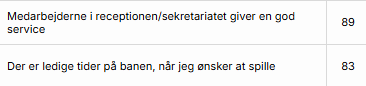 Medarbejderne i receptionen/sekretariatet giver en god
service
89
Der er ledige tider på banen, når jeg ønsker at spille
83